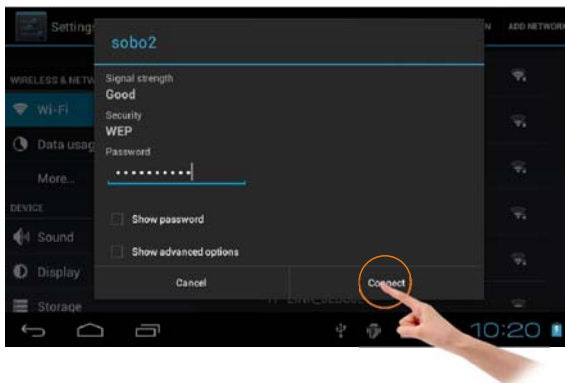 Settings
ADD NETWORK
sobo2
WIRELESS & NETW
Signal strength
Good
Wi-Fi
Security
WEP
Data usag
Password
••••••••••
More...
DEVICE
Show password
Sound
Show advanced options
Display
Cancel
Connect
Storage
10:20